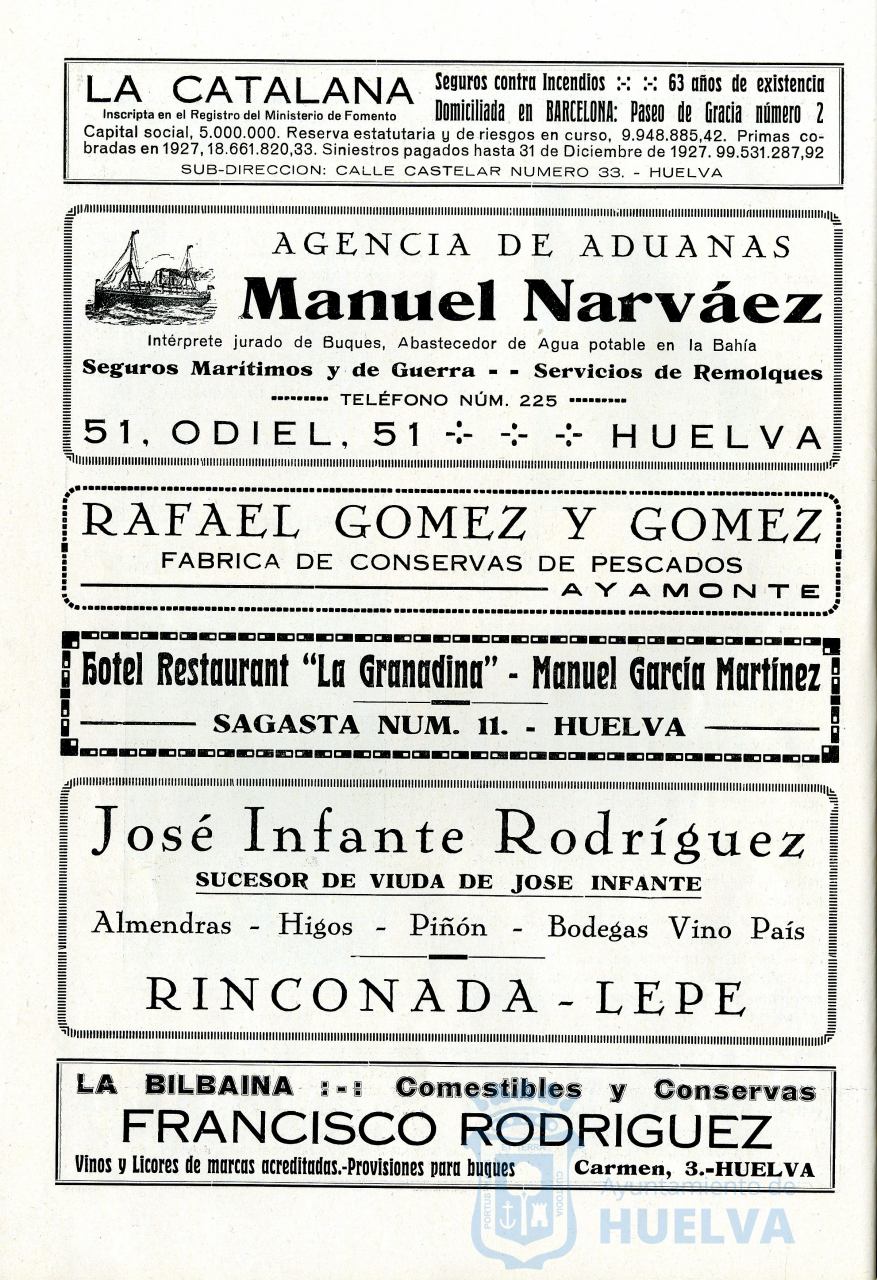 LA CATALANA
Inscripta en el Registro del Ministerio de Fomento
Seguros contra Incendios :-: :-: 63 años de existencia
Domiciliada en BARCELONA: Paseo de Gracia número 2
Capital social, 5.000.000. Reserva estatutaria y de riesgos en curso, 9.948.885,42. Primas co-
bradas en 1927, 18.661.820,33. Siniestros pagados hasta 31 de Diciembre de 1927. 99.531.287,92
SUB-DIRECCION: CALLE CASTELAR NUMERO 33. - HUELVA
AGENCIA DE ADUANAS
Manuel Narváez
Intérprete jurado de Buques, Abastecedor de Agua potable en la Bahía
Seguros Marítimos y de Guerra - - Servicios de Remolques
TELÉFONO NÚM. 225
51, ODIEL, 51 -:- -:- -:- HUELVA
RAFAEL GOMEZ Y GOMEZ
FABRICA DE CONSERVAS DE PESCADOS
AYAMONTE
Hotel Restaurant “La Granadina” - Manuel García Martínez
SAGASTA NUM. 11. - HUELVA
José Infante Rodríguez
SUCESOR DE VIUDA DE JOSE INFANTE
Almendras - Higos - Piñón - Bodegas Vino País
RINCONADA - LEPE
LA BILBAINA :-: Comestibles y Conservas
FRANCISCO RODRIGUEZ
Vinos y Licores de marcas acreditadas.-Provisiones para buques
Carmen, 3.-HUELVA
Ayuntamiento de
HUELVA